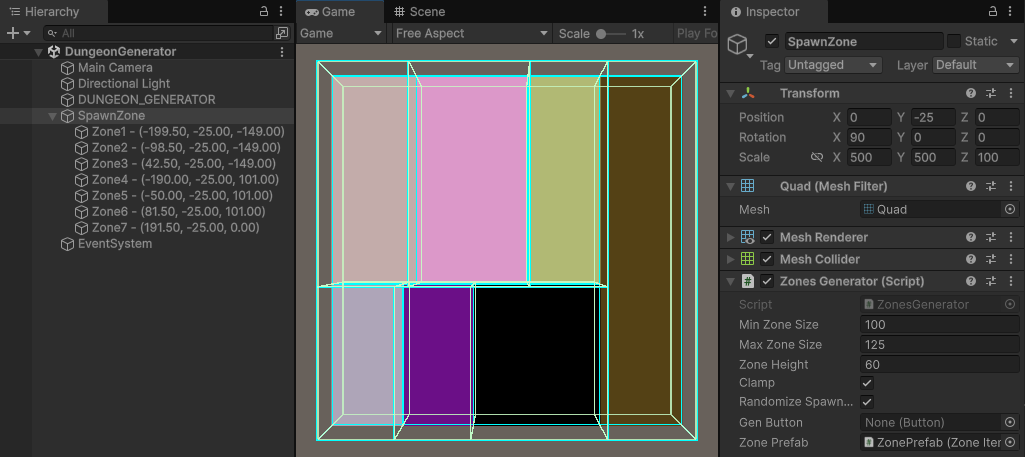 Hierarchy
All
DungeonGenerator
Main Camera
Directional Light
DUNGEON_GENERATOR
SpawnZone
Zone1 - (-199.50, -25.00, -149.00)
Zone2 - (-98.50, -25.00, -149.00)
Zone3 - (42.50, -25.00, -149.00)
Zone4 - (-190.00, -25.00, 101.00)
Zone5 - (-50.00, -25.00, 101.00)
Zone6 - (81.50, -25.00, 101.00)
Zone7 - (191.50, -25.00, 0.00)
EventSystem
Game Scene
Game Free Aspect Scale 1x Play Fo
Inspector
SpawnZone Static
Tag Untagged Layer Default
Transform
Position X 0 Y -25 Z 0
Rotation X 90 Y 0 Z 0
Scale X 500 Y 500 Z 100
Quad (Mesh Filter)
Mesh Quad
Mesh Renderer
Mesh Collider
# Zones Generator (Script)
Script # ZonesGenerator
Min Zone Size 100
Max Zone Size 125
Zone Height 60
Clamp
Randomize Spawn...
Gen Button None (Button)
Zone Prefab # ZonePrefab (Zone Iter